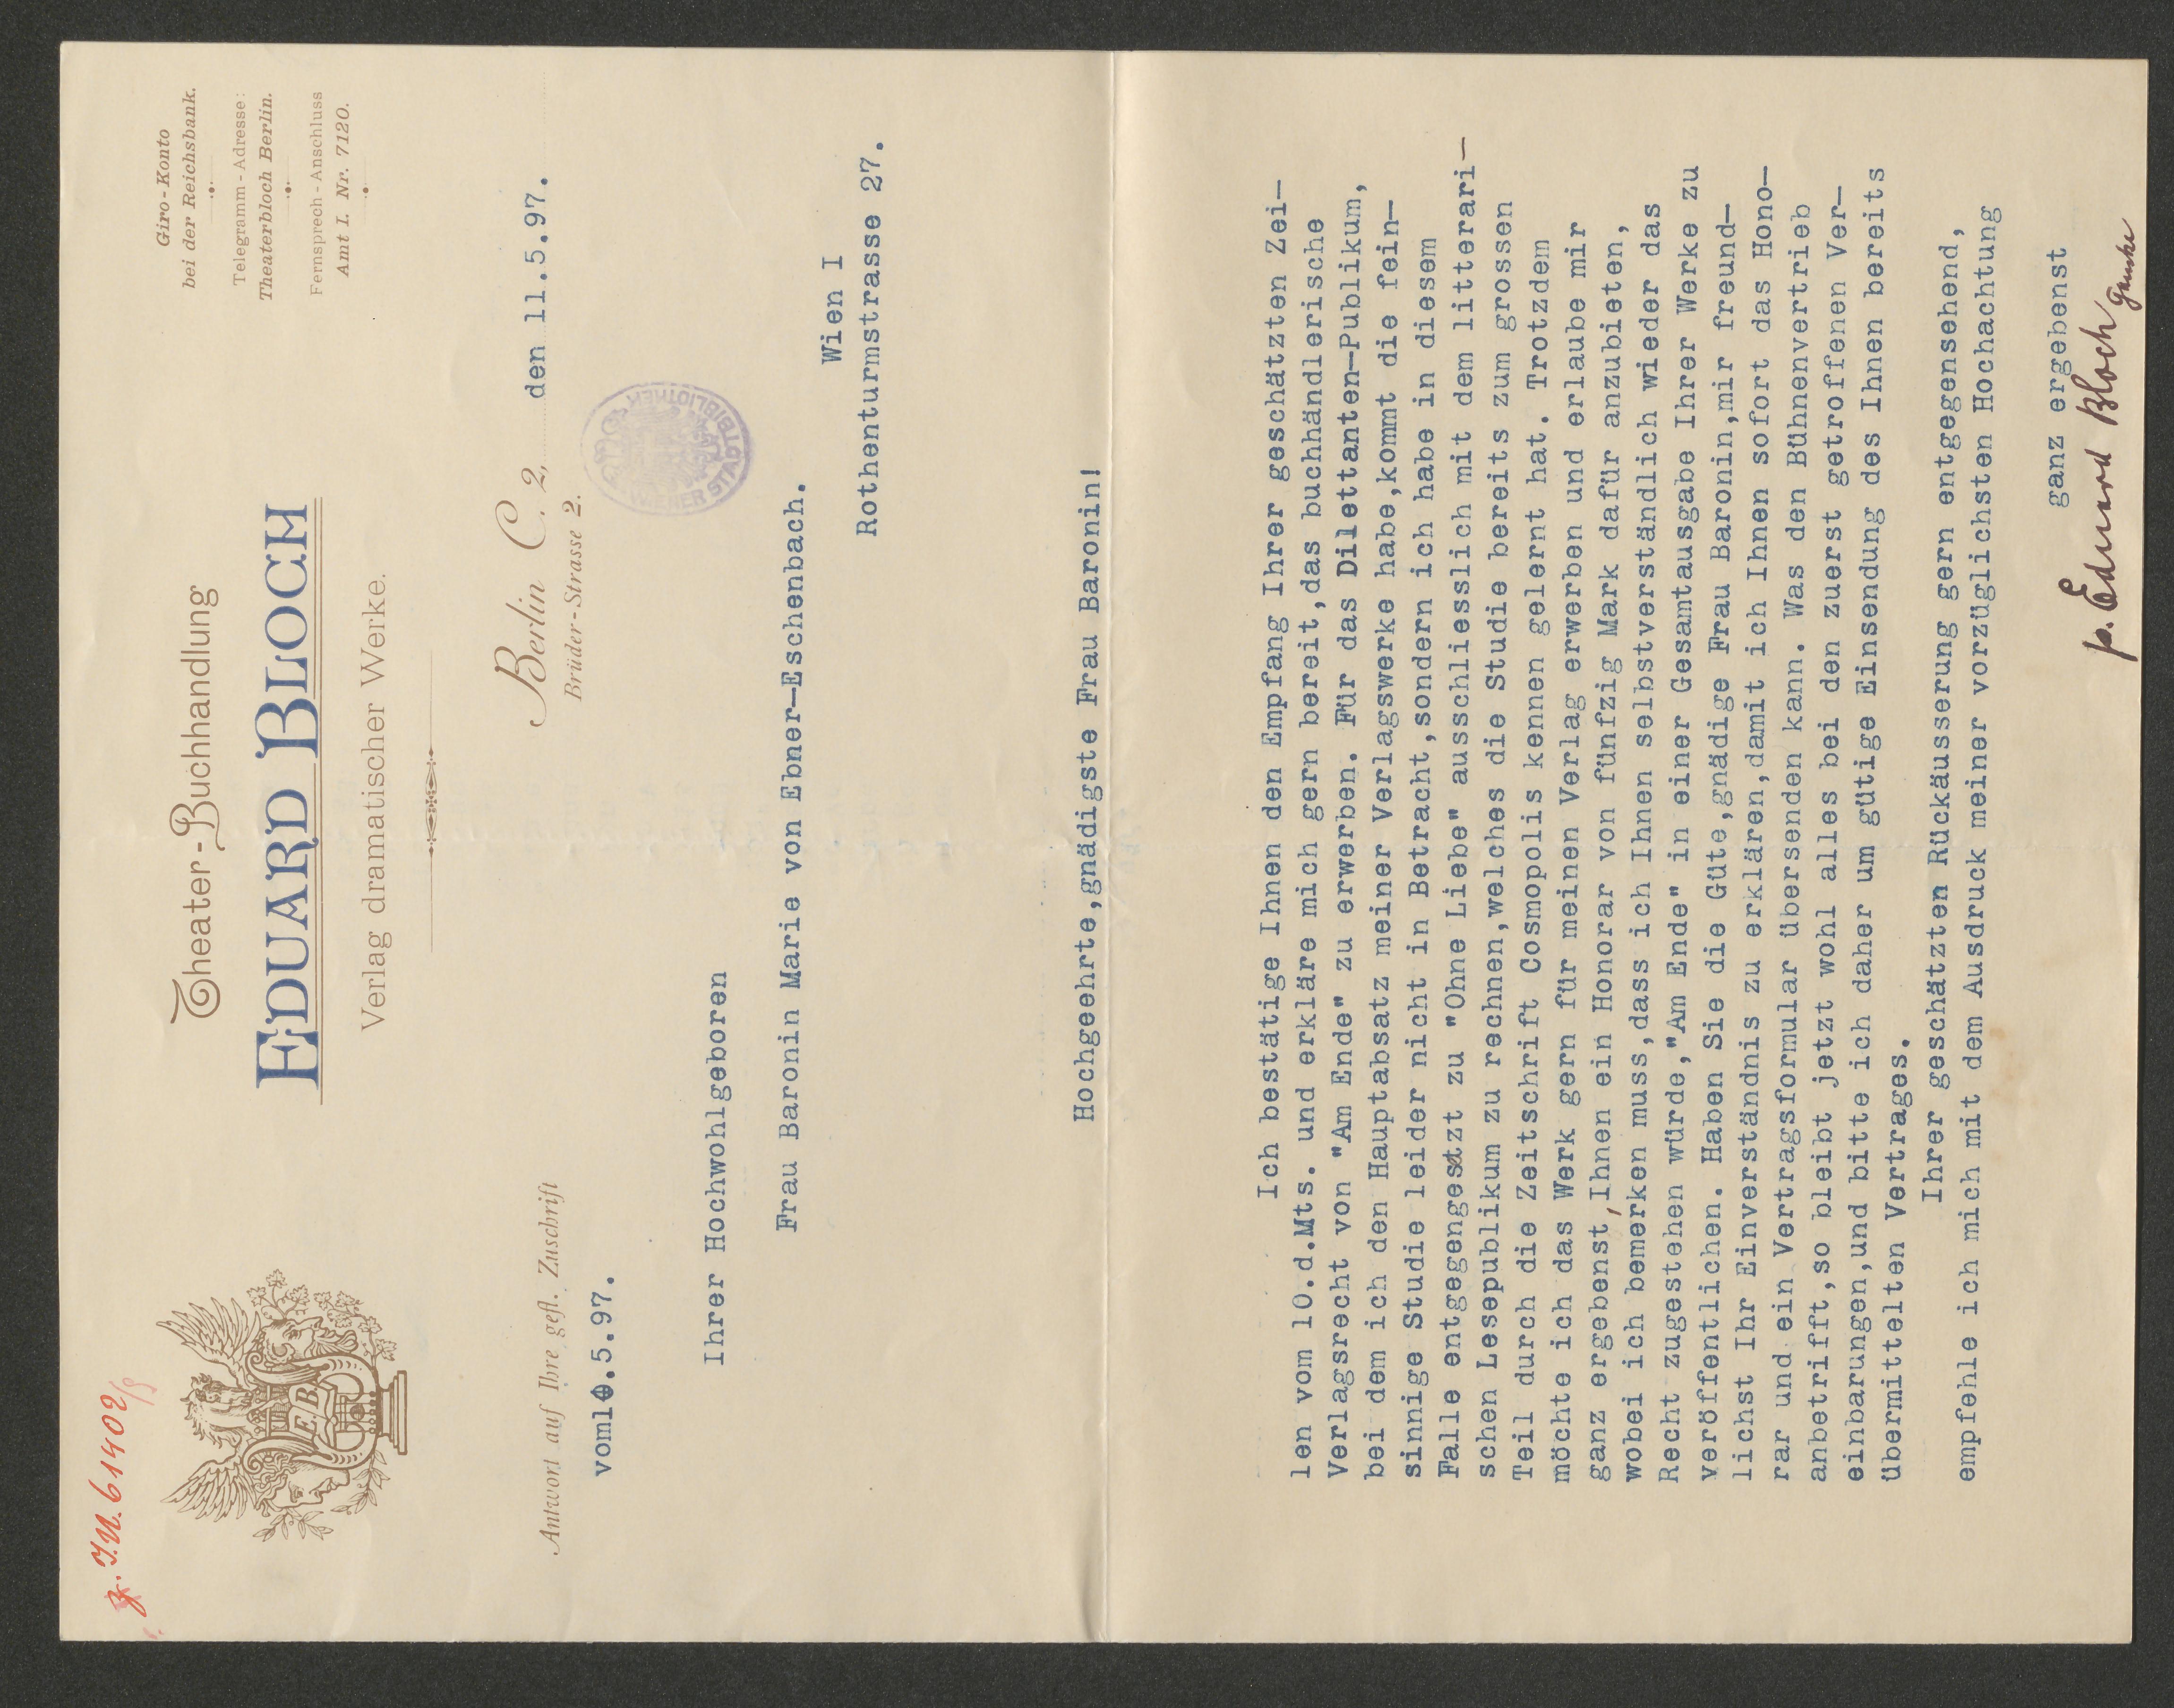 J.N. 61402
EB
Theater-Buchhandlung
EDUARD BLOCH
Verlag dramatischer Werke.
Giro-Konto
bei der Reichsbank.
Telegramm-Adresse:
Theaterbloch Berlin.
Fernsprech-Anschluss
Amt I. Nr. 7120.
Berlin C. 2, den 11.5.97.
Brüder-Strasse 2.
Antwort auf Ihre gefl. Zuschrift
vom10.5.97.
WIENER STADTBIBLIOTHEK
Ihrer Hochwohlgeboren
Frau Baronin Marie von Ebner-Eschenbach.
Wien I
Rothenturmstrasse 27.
Hochgeehrte,gnädigste Frau Baronin!
Ich bestätige Ihnen den Empfang Ihrer geschätzten Zei-
len vom 10.d.Mts. und erkläre mich gern bereit,das buchhändlerische
Verlagsrecht von "Am Ende" zu erwerben. Für das Dilettanten-Publikum,
bei dem ich den Hauptabsatz meiner Verlagswerke habe,kommt die fein-
sinnige Studie leider nicht in Betracht,sondern ich habe in diesem
Falle entgegengestzt zu "Ohne Liebe" ausschliesslich mit dem litterari-
schen Lesepublikum zu rechnen,welches die Studie bereits zum grossen
Teil durch die Zeitschrift Cosmopolis kennen gelernt hat. Trotzdem
möchte ich das Werk gern für meinen Verlag erwerben und erlaube mir
ganz ergebenst,Ihnen ein Honorar von fünfzig Mark dafür anzubieten,
wobei ich bemerken muss,dass ich Ihnen selbstverständlich wieder das
Recht zugestehen würde,"Am Ende" in einer Gesamtausgabe Ihrer Werke zu
veröffentlichen. Haben Sie die Güte,gnädige Frau Baronin,mir freund-
lichst Ihr Einverständnis zu erklären,damit ich Ihnen sofort das Hono-
rar und ein Vertragsformular übersenden kann. Was den Bühnenvertrieb
anbetrifft,so bleibt jetzt wohl alles bei den zuerst getroffenen Ver-
einbarungen,und bitte ich daher um gütige Einsendung des Ihnen bereits
übermittelten Vertrages.
Ihrer geschätzten Rückäusserung gern entgegensehend,
empfehle ich mich mit dem Ausdruck meiner vorzüglichsten Hochachtung
ganz ergebenst
pp. Eduard Bloch